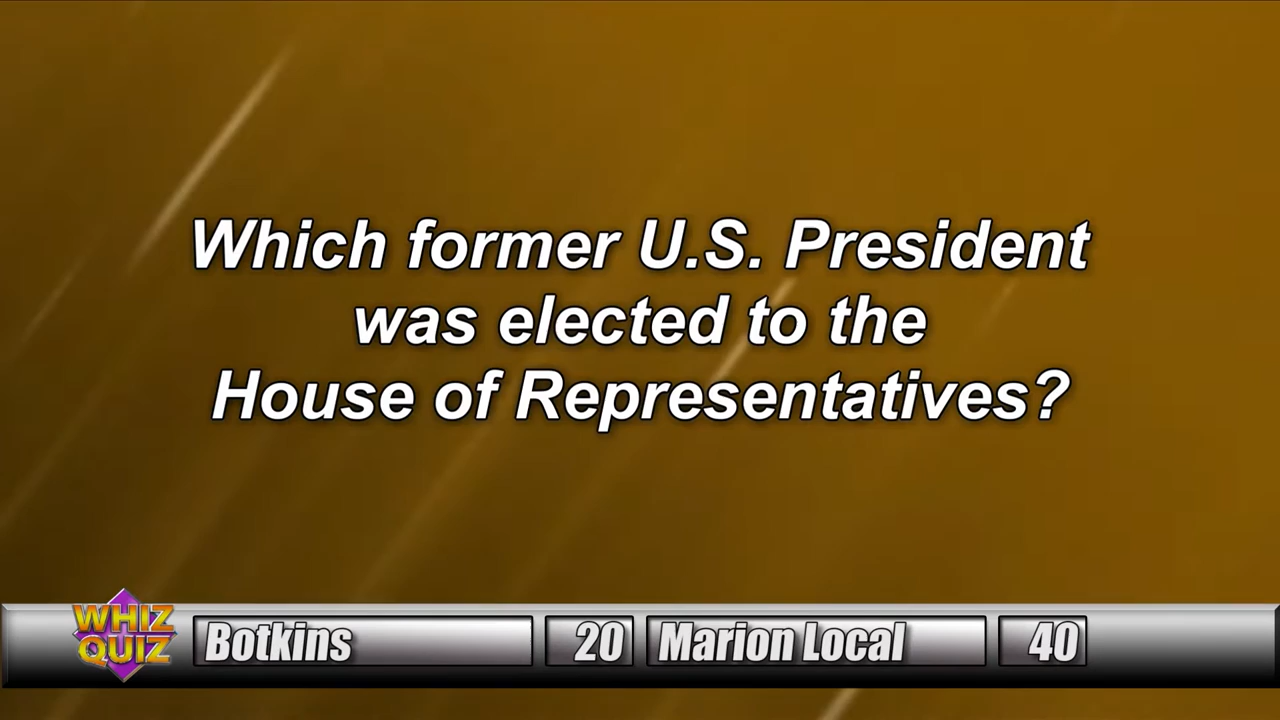 Which former U.S. President
was elected to the
House of Representatives?
WHIZ
QUIZ
Botkins 20 Marion Local 40